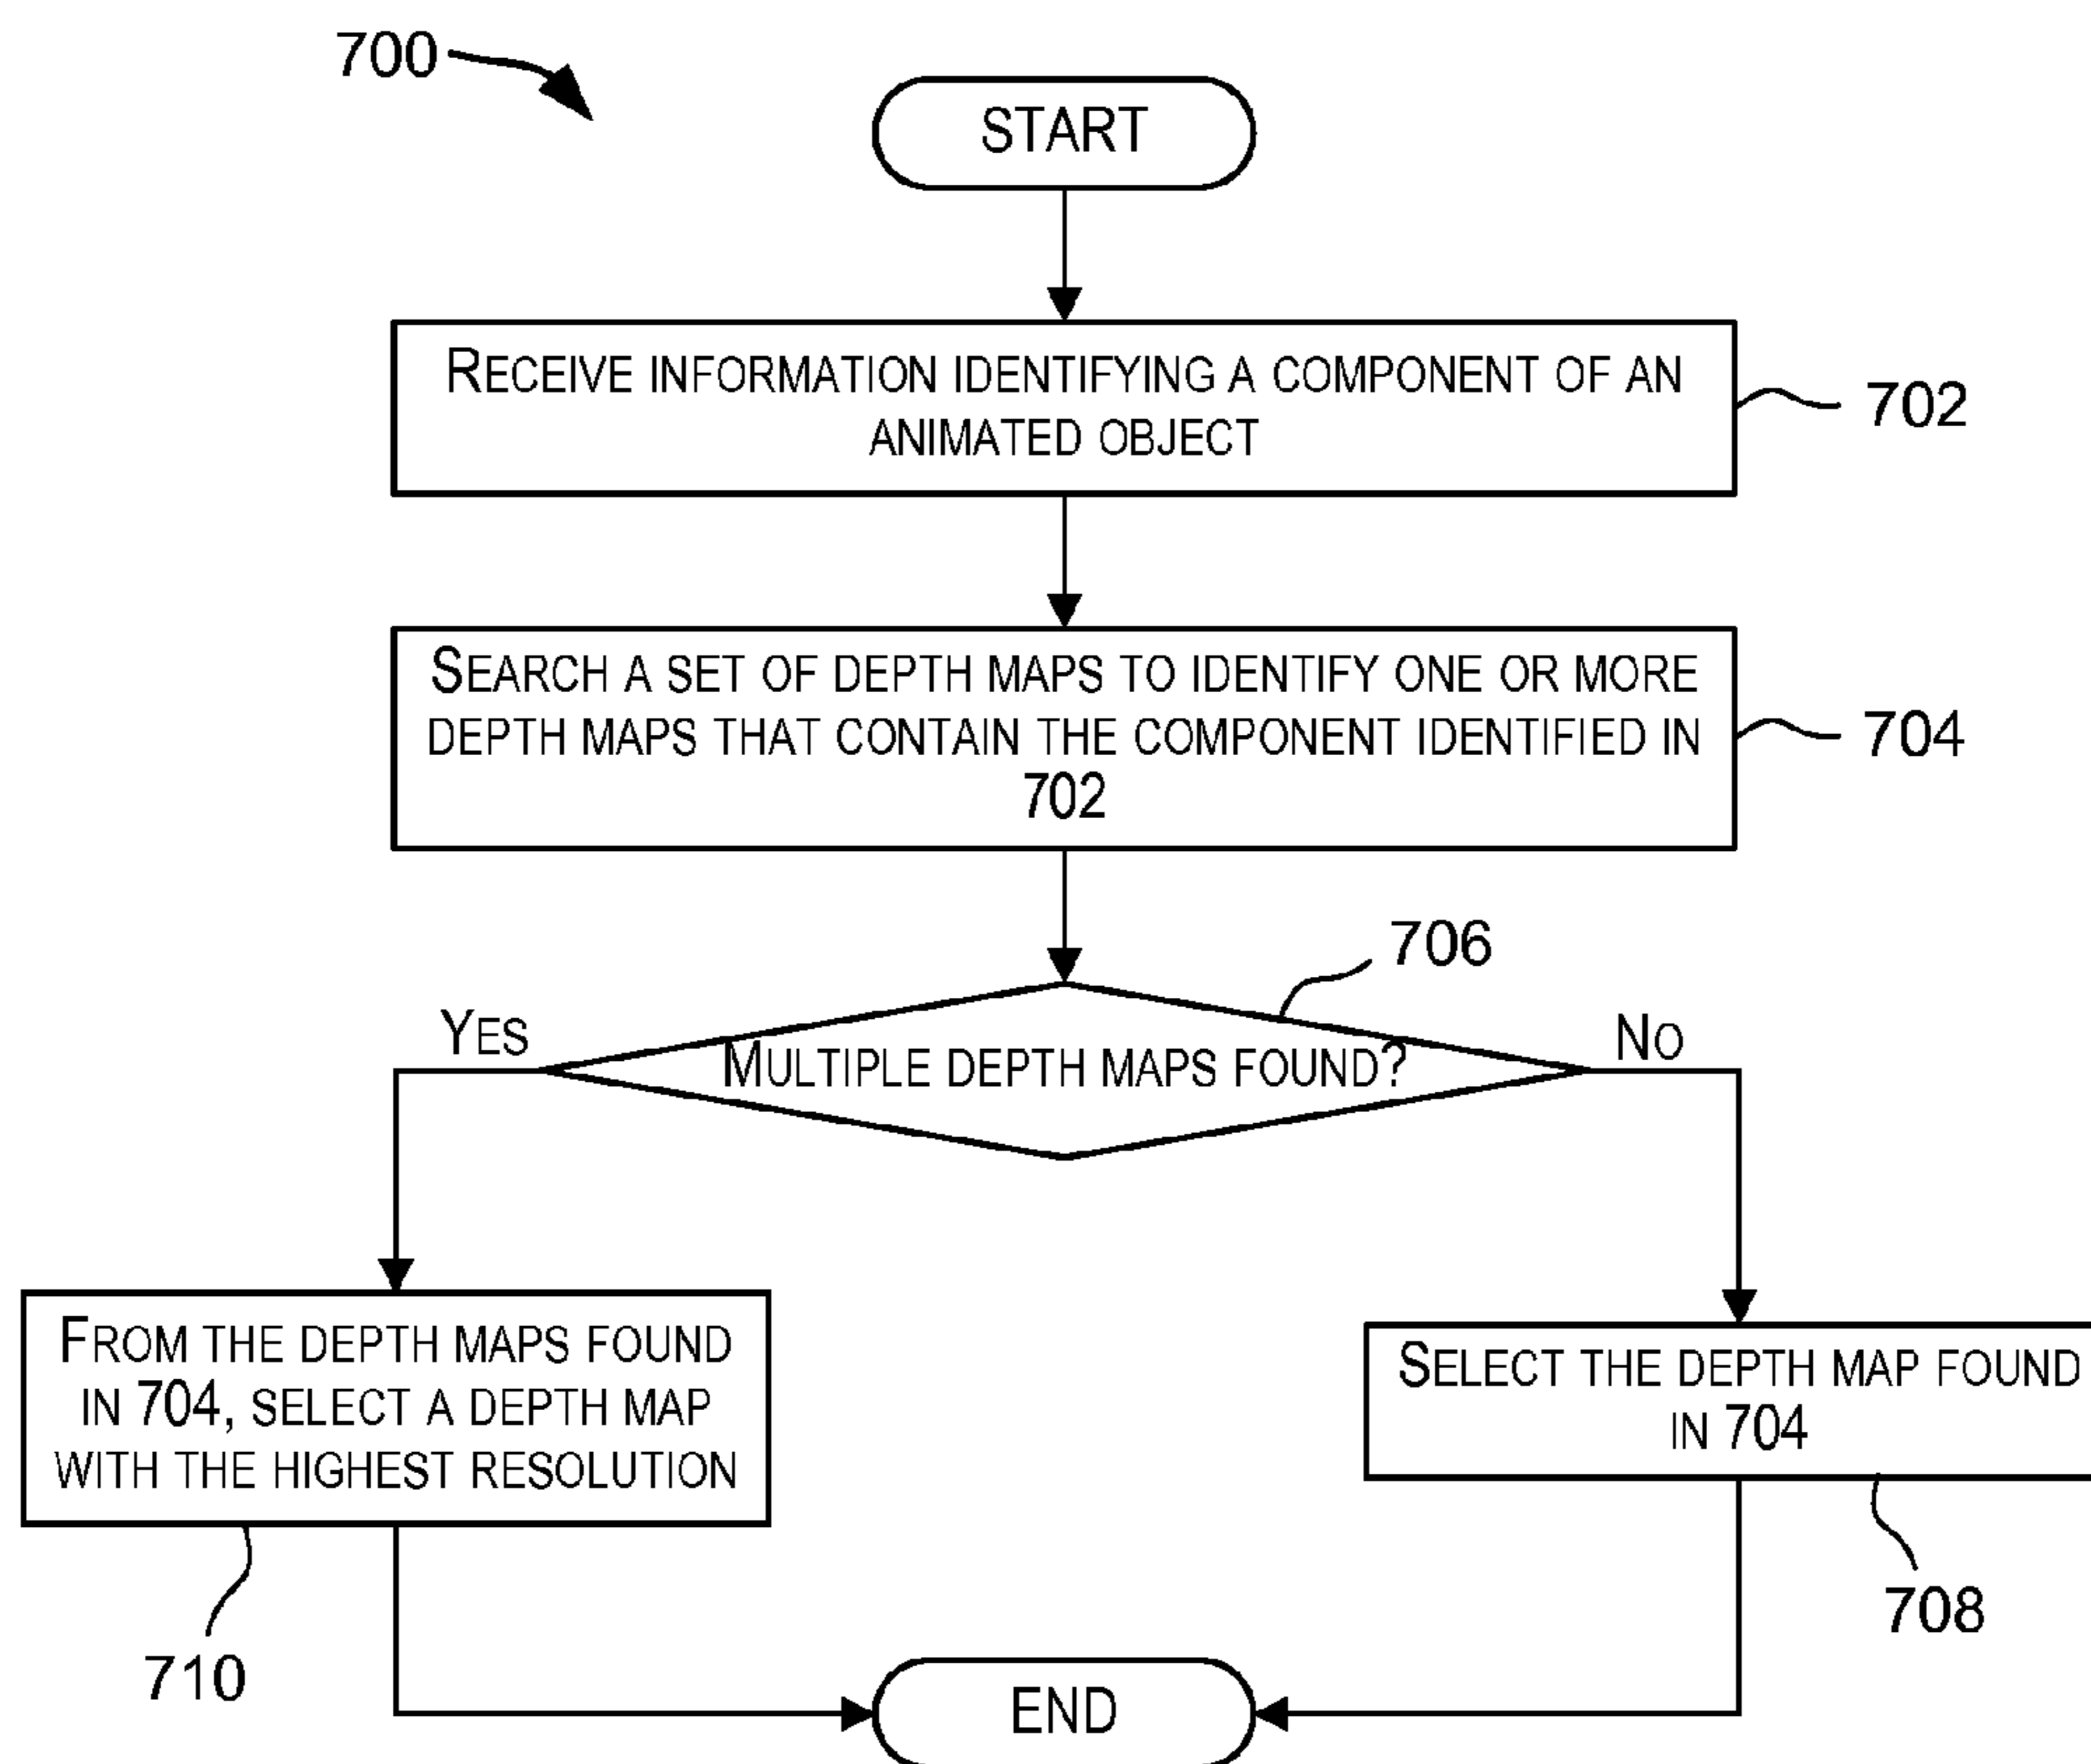 700
START
RECEIVE INFORMATION IDENTIFYING A COMPONENT OF AN
ANIMATED OBJECT
702
SEARCH A SET OF DEPTH MAPS TO IDENTIFY ONE OR MORE
DEPTH MAPS THAT CONTAIN THE COMPONENT IDENTIFIED IN
702
704
706
YES
MULTIPLE DEPTH MAPS FOUND?
NO
FROM THE DEPTH MAPS FOUND
IN 704, SELECT A DEPTH MAP
WITH THE HIGHEST RESOLUTION
710
SELECT THE DEPTH MAP FOUND
IN 704
708
END